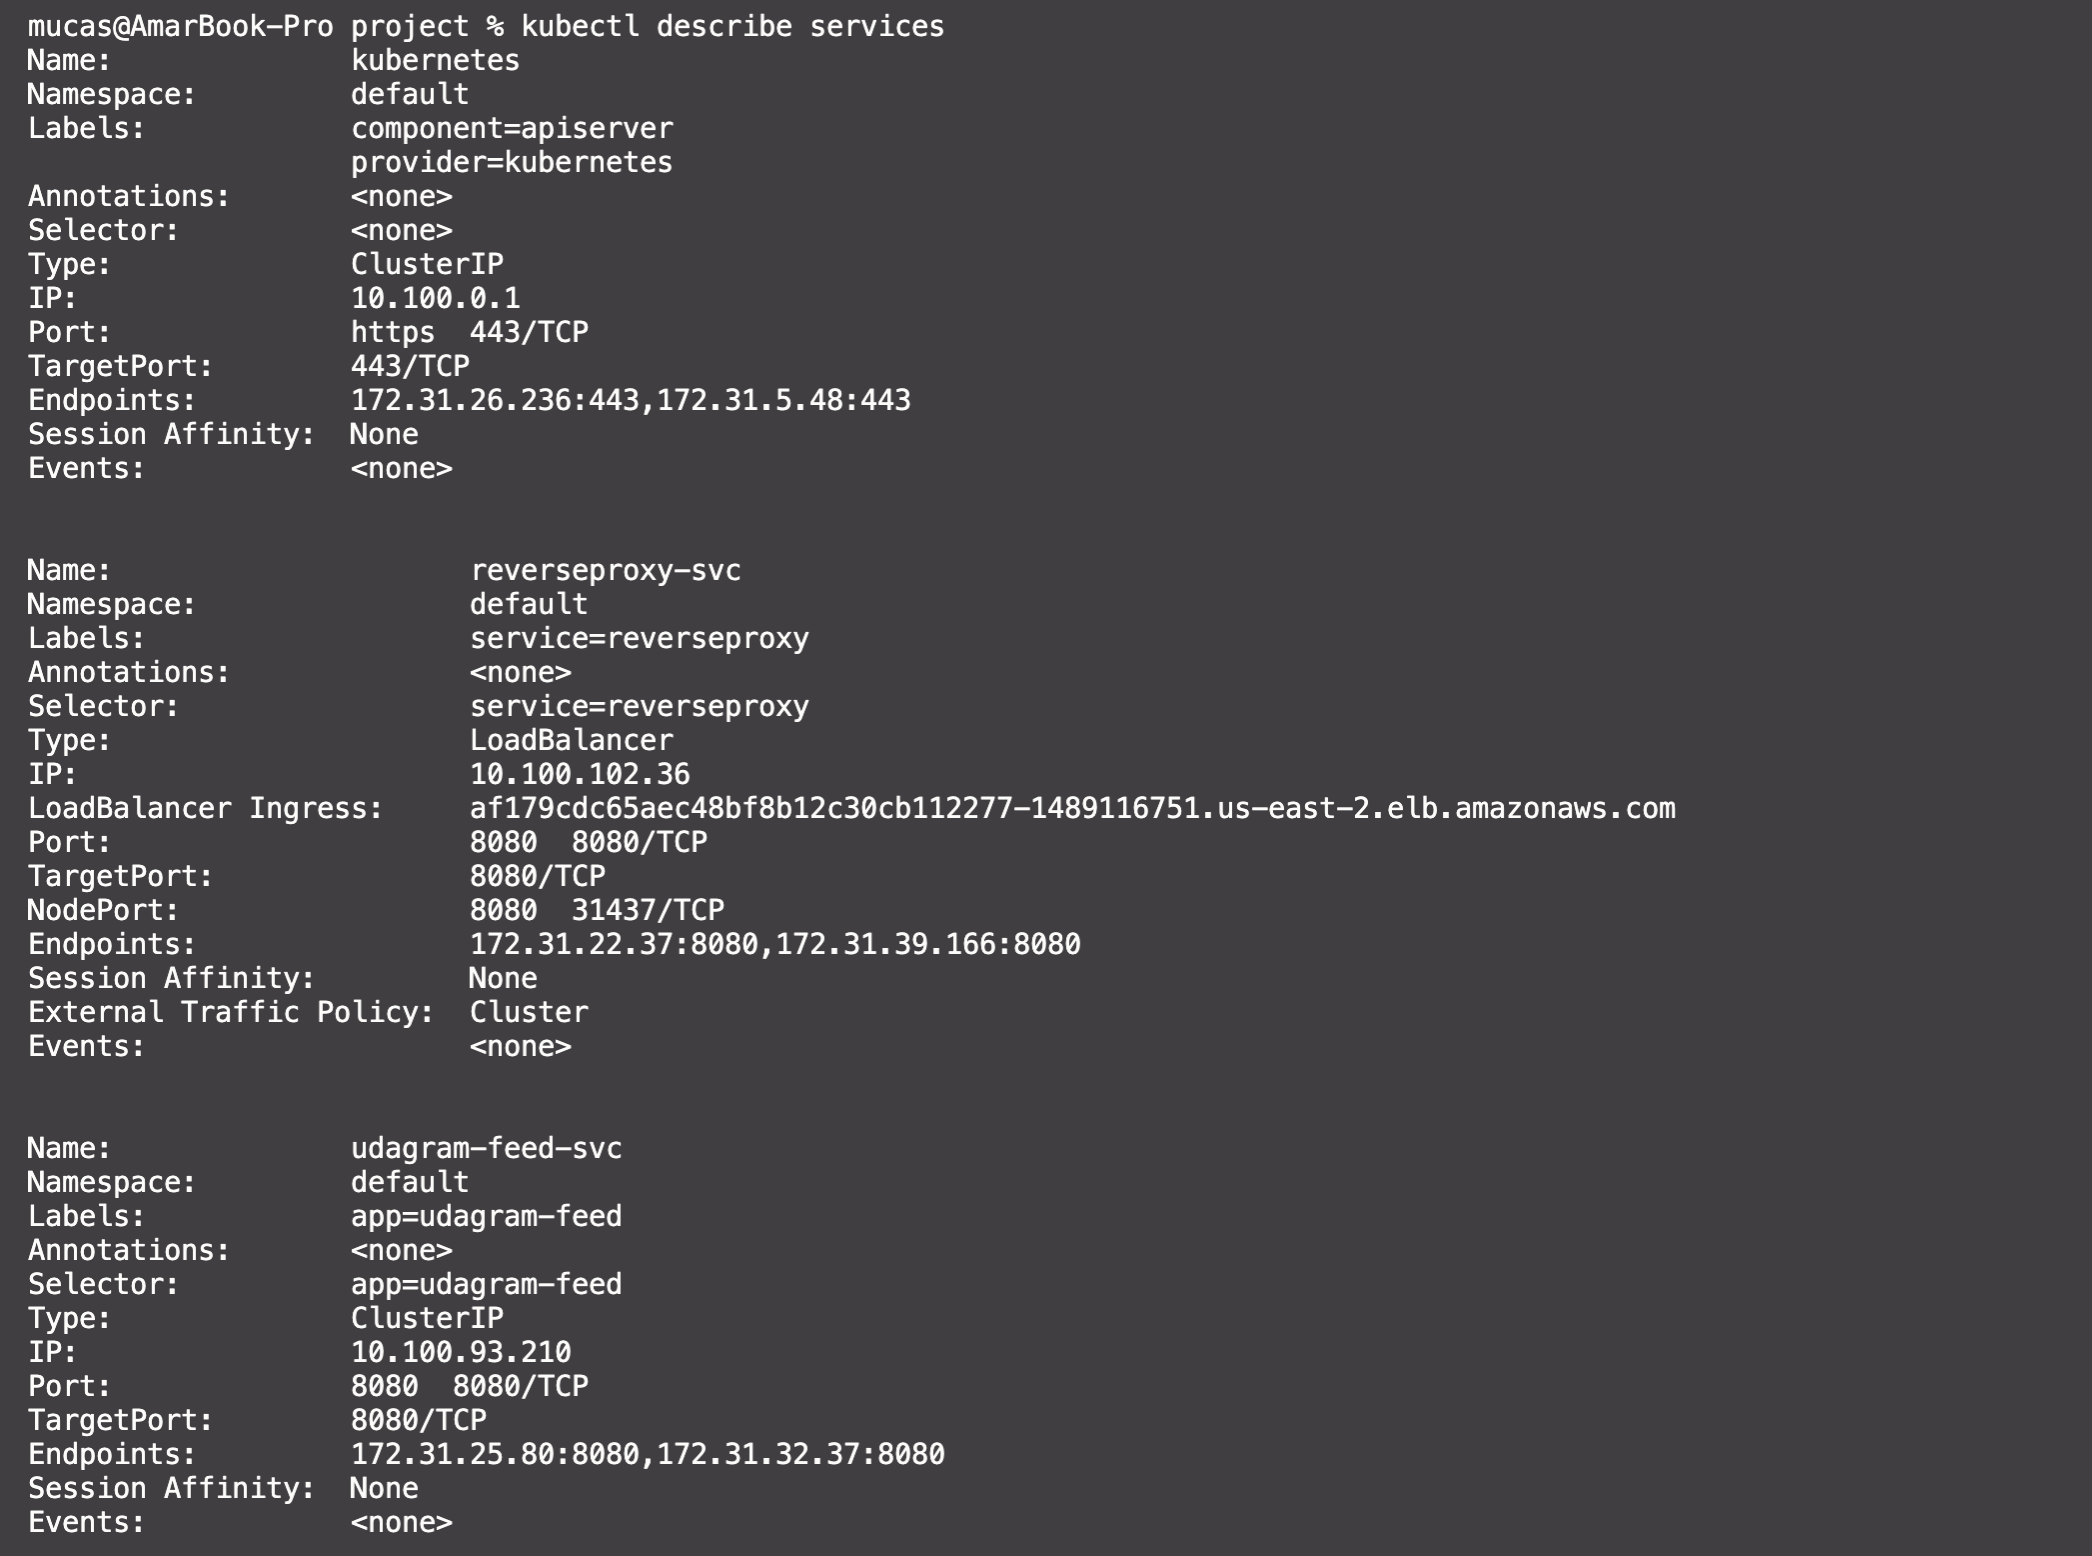 mucas@AmarBook-Pro project % kubectl describe services
Name:              kubernetes
Namespace:         default
Labels:            component=apiserver
                   provider=kubernetes
Annotations:       <none>
Selector:          <none>
Type:              ClusterIP
IP:                10.100.0.1
Port:              https  443/TCP
TargetPort:        443/TCP
Endpoints:         172.31.26.236:443,172.31.5.48:443
Session Affinity:  None
Events:            <none>
Name:                     reverseproxy-svc
Namespace:                default
Labels:                   service=reverseproxy
Annotations:              <none>
Selector:                 service=reverseproxy
Type:                     LoadBalancer
IP:                       10.100.102.36
LoadBalancer Ingress:     af179cdc65aec48bf8b12c30cb112277-1489116751.us-east-2.elb.amazonaws.com
Port:                     8080  8080/TCP
TargetPort:               8080/TCP
NodePort:                 8080  31437/TCP
Endpoints:                172.31.22.37:8080,172.31.39.166:8080
Session Affinity:         None
External Traffic Policy:  Cluster
Events:                   <none>
Name:              udagram-feed-svc
Namespace:         default
Labels:            app=udagram-feed
Annotations:       <none>
Selector:          app=udagram-feed
Type:              ClusterIP
IP:                10.100.93.210
Port:              8080  8080/TCP
TargetPort:        8080/TCP
Endpoints:         172.31.25.80:8080,172.31.32.37:8080
Session Affinity:  None
Events:            <none>